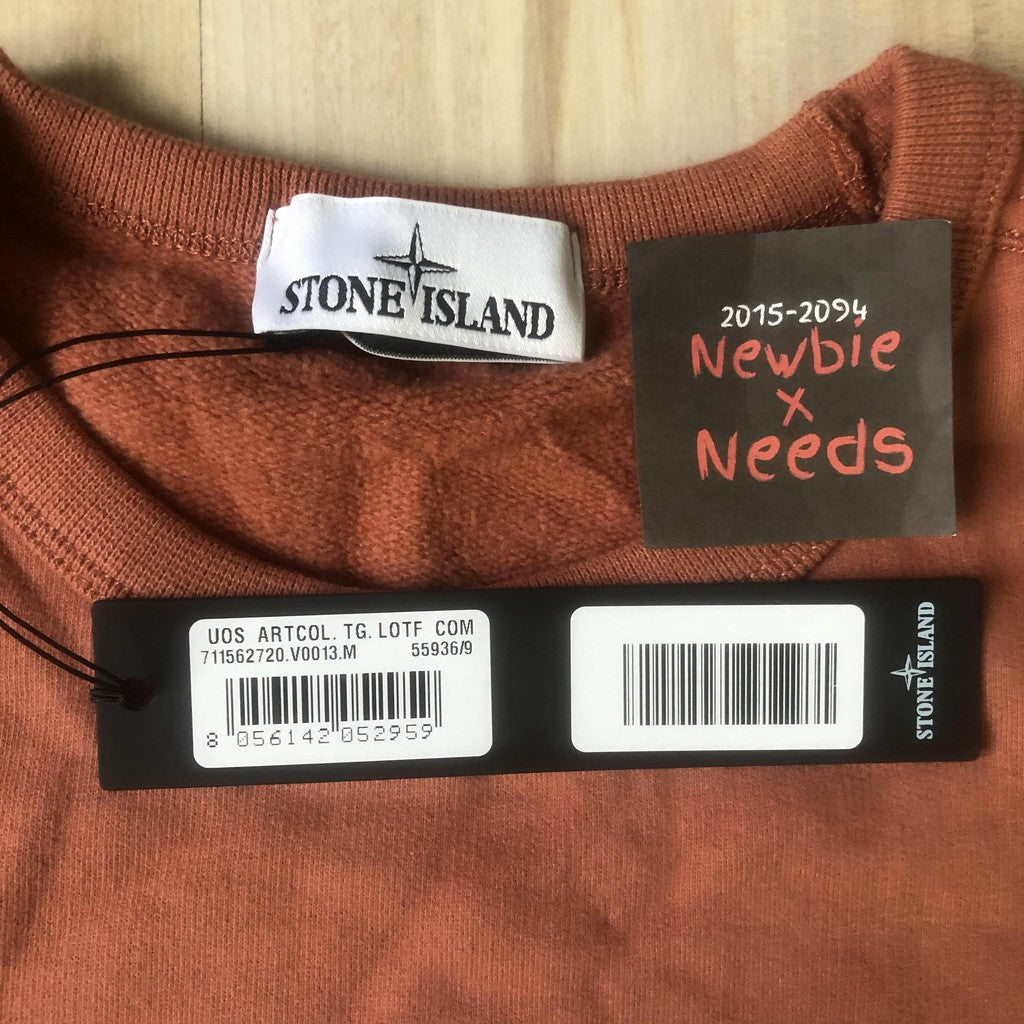 STONE ISLAND
2015-2094
Newbie
x
Needs
UOS ARTCOL. TG. LOTF COM
711562720.V0013.M 55936/9
8 056142 052959
STONE ISLAND